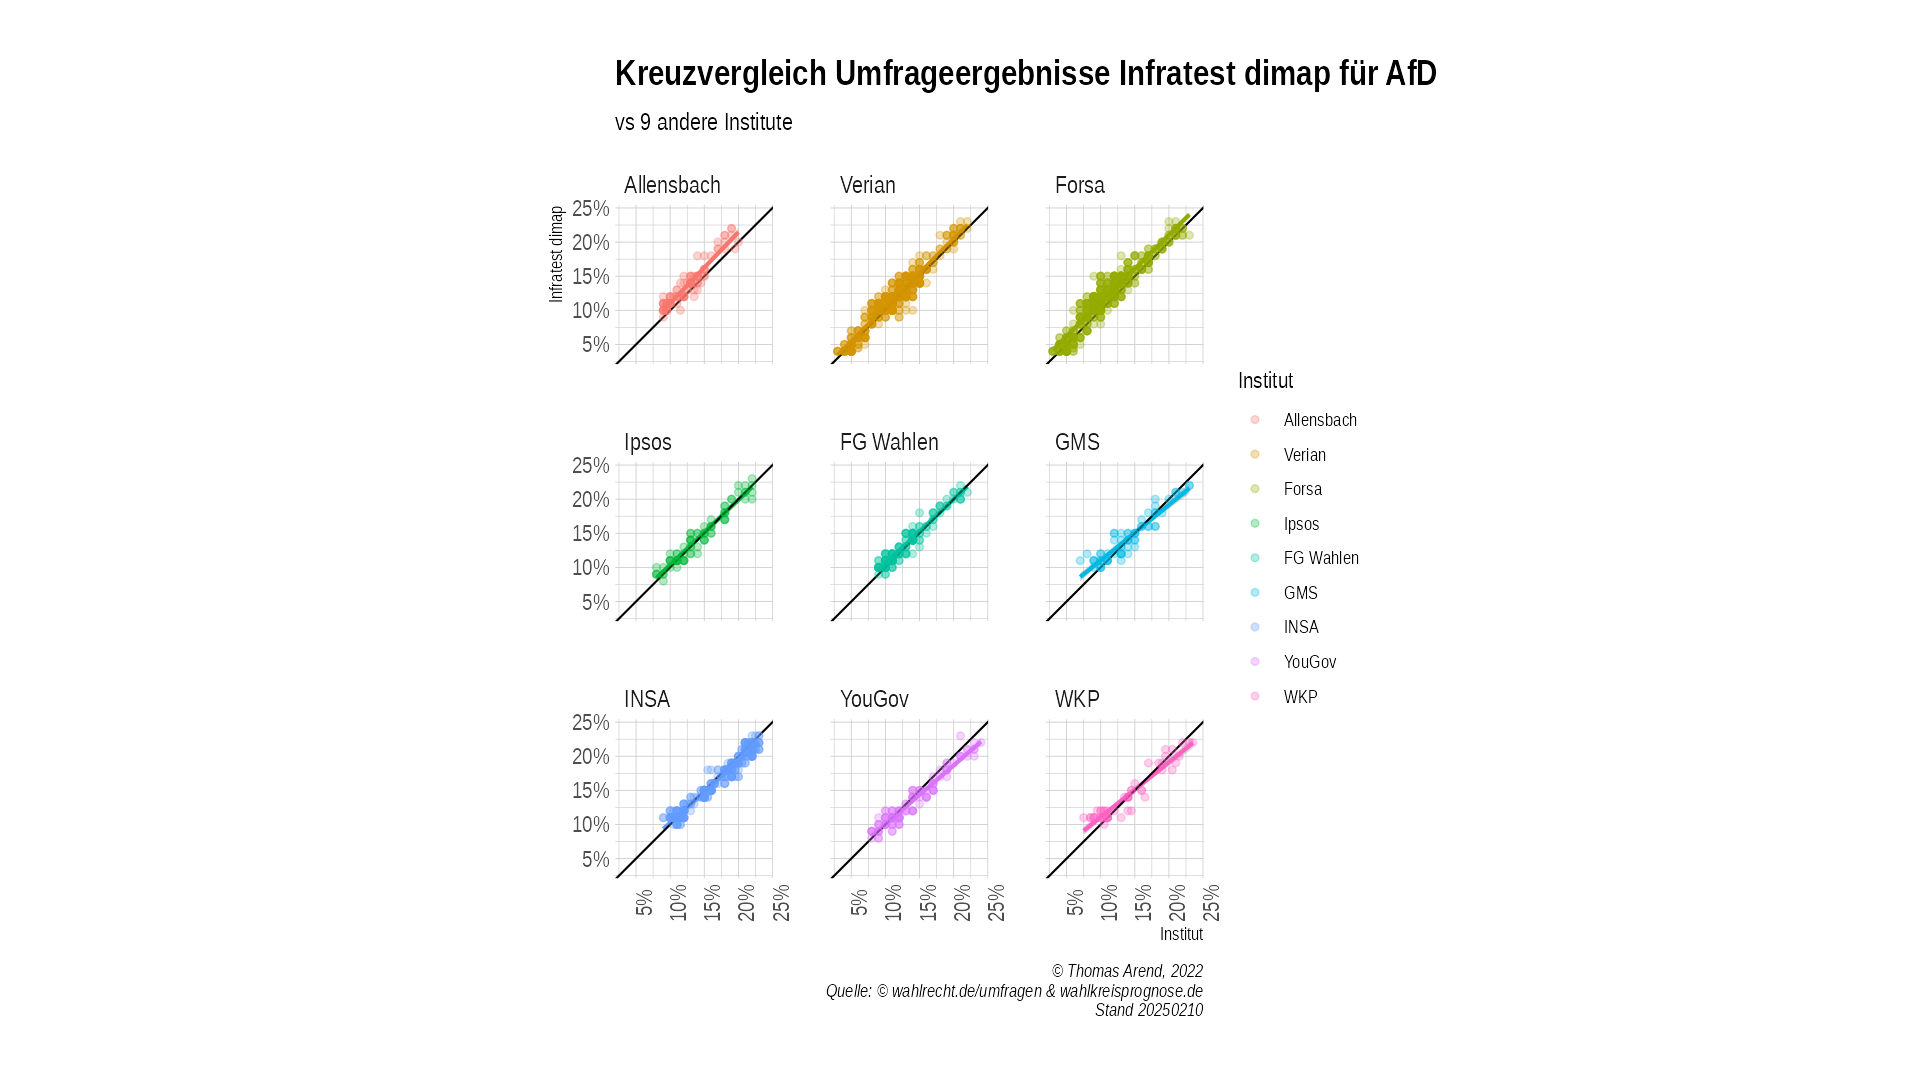 Kreuzvergleich Umfrageergebnisse Infratest dimap für AfD
vs 9 andere Institute
Allensbach
Verian
Forsa
25%
20%
15%
10%
5%
Infratest dimap
Ipsos
FG Wahlen
GMS
25%
20%
15%
10%
5%
INSA
YouGov
WKP
25%
20%
15%
10%
5%
5% 10% 15% 20% 25%
5% 10% 15% 20% 25%
5% 10% 15% 20% 25%
Institut
Institut
Allensbach
Verian
Forsa
Ipsos
FG Wahlen
GMS
INSA
YouGov
WKP
© Thomas Arend, 2022
Quelle: © wahlrecht.de/umfragen & wahlkreisprognose.de
Stand 20250210